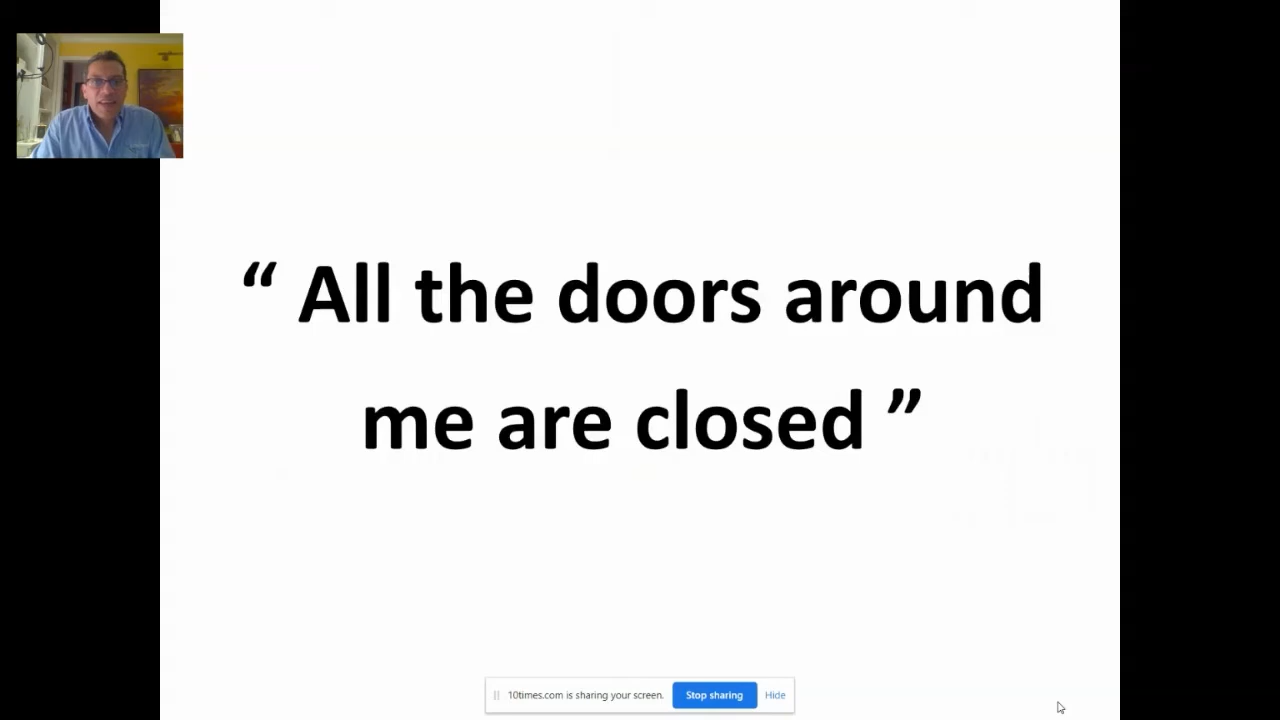 “ All the doors around
me are closed ”
10times.com is sharing your screen. Stop sharing Hide